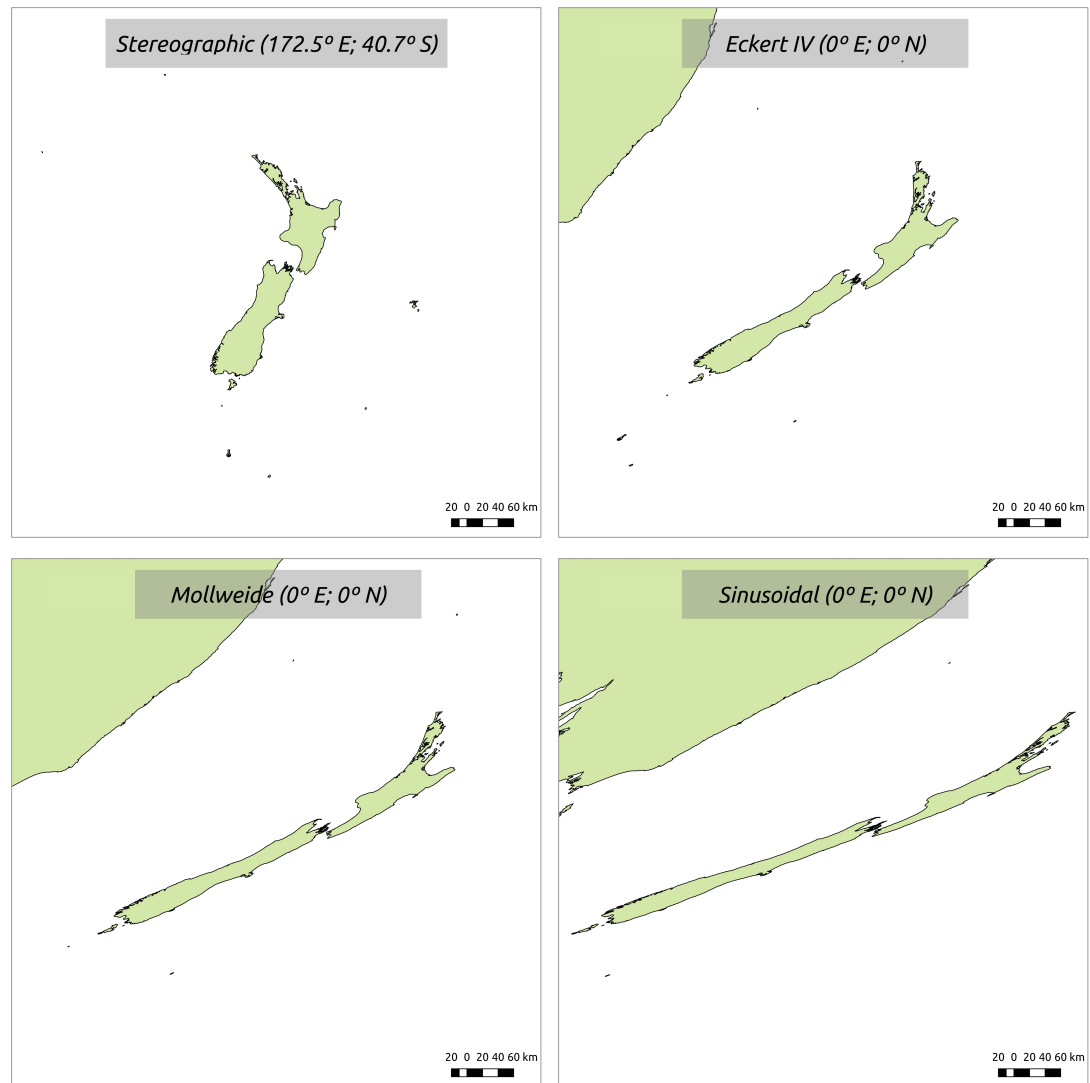 Stereographic (172.5º E; 40.7º S)
Eckert IV (0º E; 0º N)
20 0 20 40 60 km
20 0 20 40 60 km
Mollweide (0º E; 0º N)
Sinusoidal (0º E; 0º N)
20 0 20 40 60 km
20 0 20 40 60 km